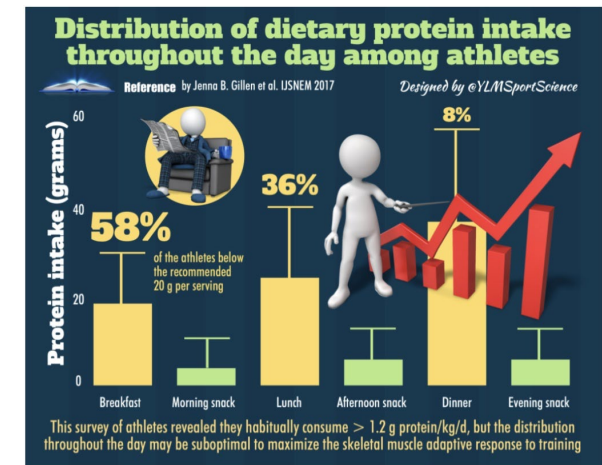 Distribution of dietary protein intake
throughout the day among athletes
Reference by Jenna B. Gillen et al. IJSNEM 2017
Designed by @YLMSportScience
Protein intake (grams)
60
40
20
0
58%
of the athletes below
the recommended
20 g per serving
36%
8%
Breakfast
Morning snack
Lunch
Afternoon snack
Dinner
Evening snack
This survey of athletes revealed they habitually consume > 1.2 g protein/kg/d, but the distribution
throughout the day may be suboptimal to maximize the skeletal muscle adaptive response to training